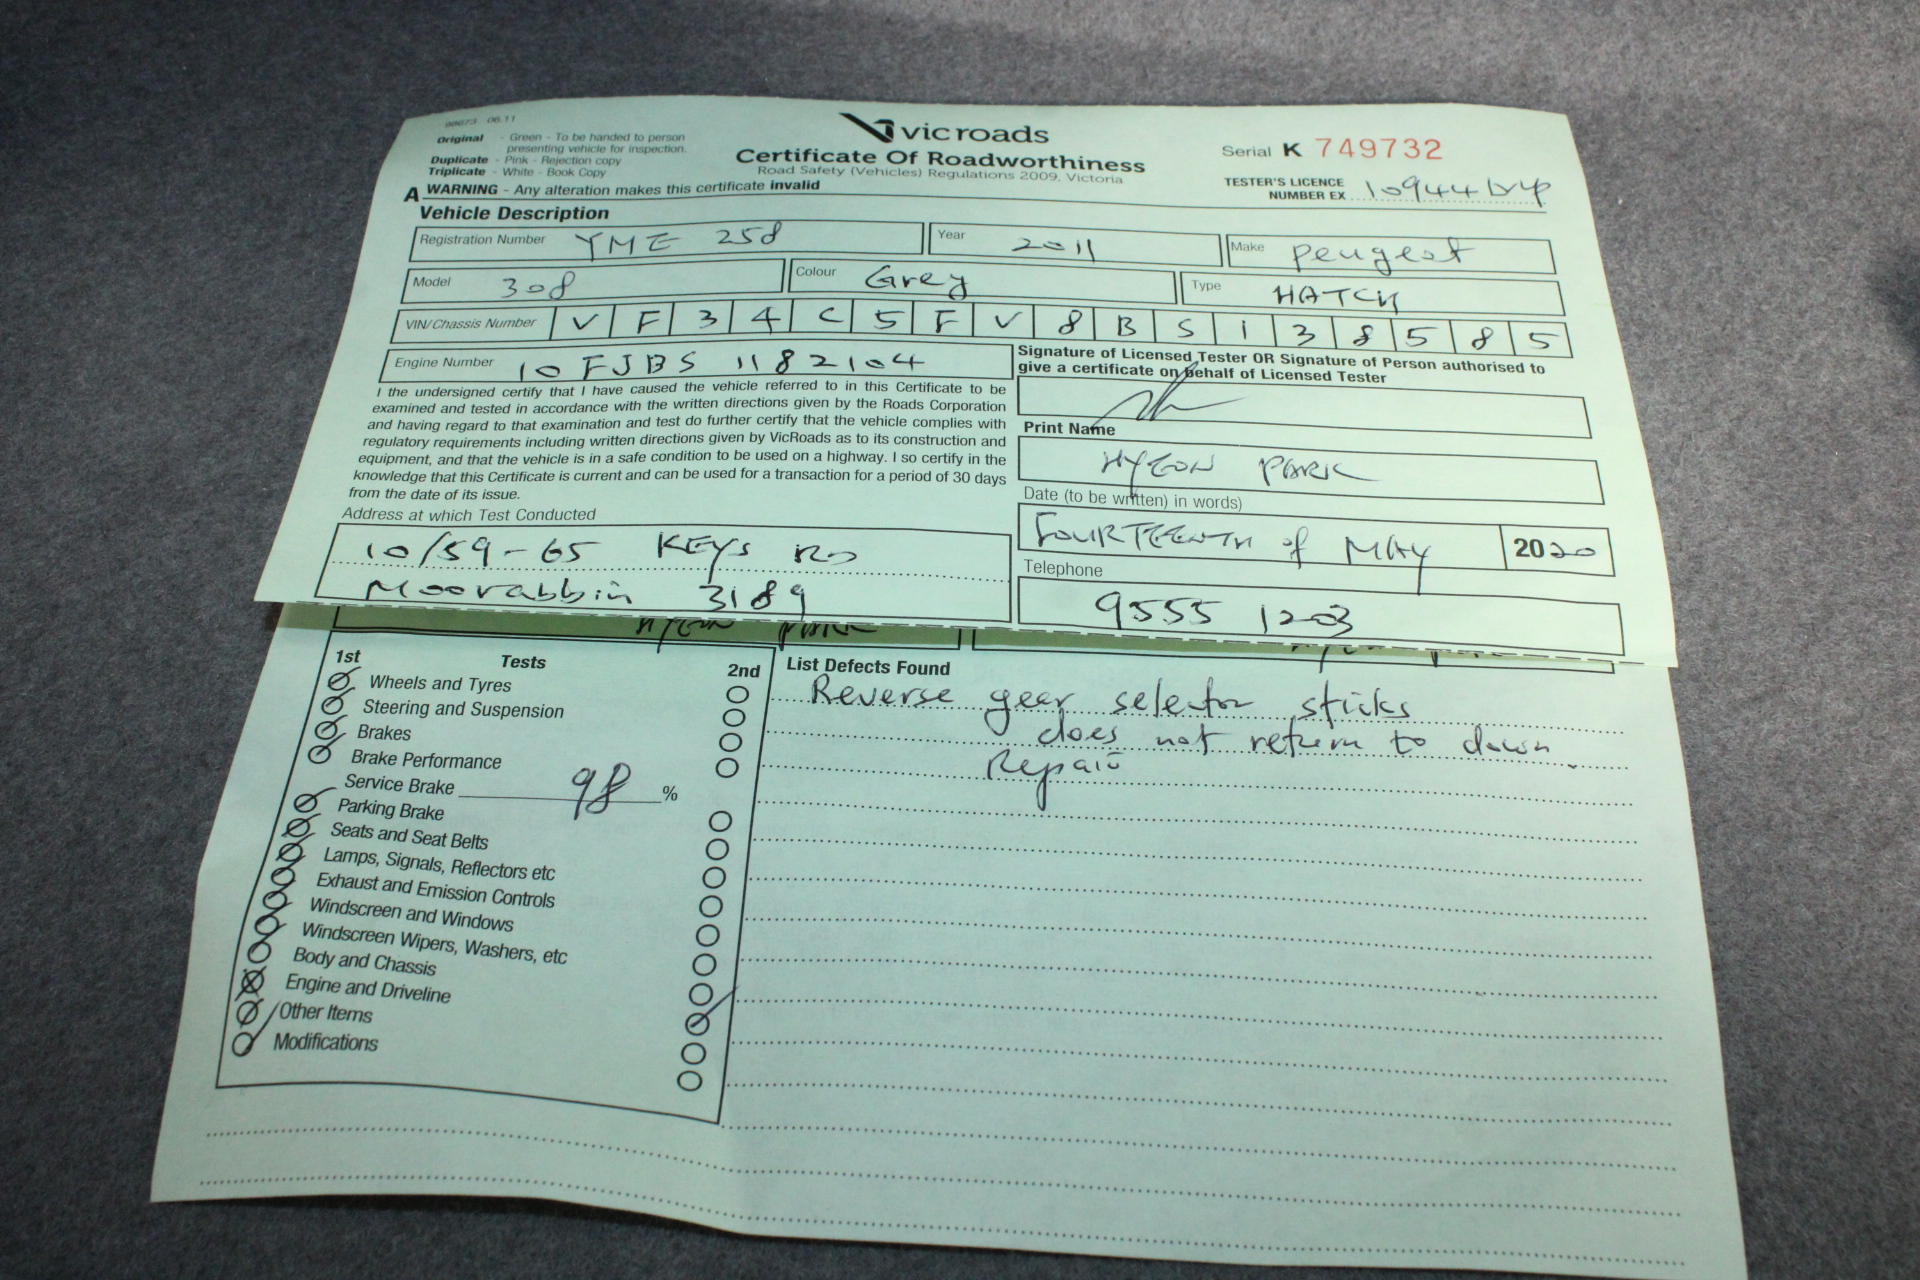 90073 06.11
Original - Green - To be handed to person
presenting vehicle for inspection.
Duplicate - Pink - Rejection copy
Triplicate - White - Book Copy
vic roads
Certificate Of Roadworthiness
Road Safety (Vehicles) Regulations 2009, Victoria
Serial K 749732
TESTER'S LICENCE
NUMBER EX
A WARNING - Any alteration makes this certificate invalid
Vehicle Description
Registration Number YME 258 Year 2011 Make Peugeot
Model 308 Colour Grey Type HATCH
VIN/Chassis Number V F 3 4 C 5 F V 8 B S 1 3 8 5 8 5
Engine Number 10 FJBS 1182104
I the undersigned certify that I have caused the vehicle referred to in this Certificate to be
examined and tested in accordance with the written directions given by the Roads Corporation
and having regard to that examination and test do further certify that the vehicle complies with
regulatory requirements including written directions given by VicRoads as to its construction and
equipment, and that the vehicle is in a safe condition to be used on a highway. I so certify in the
knowledge that this Certificate is current and can be used for a transaction for a period of 30 days
from the date of its issue.
Signature of Licensed Tester OR Signature of Person authorised to
give a certificate on behalf of Licensed Tester
Print Name
HYEON PARK
Date (to be written) in words)
FOURTEENTH of MAY 2020
Telephone
9555 1203
Address at which Test Conducted
10/59-65 KEYS RD
Moorabbin 3189
HYEON PARK
1st Tests 2nd
Wheels and Tyres
Steering and Suspension
Brakes
Brake Performance
Service Brake 98 %
Parking Brake
Seats and Seat Belts
Lamps, Signals, Reflectors etc
Exhaust and Emission Controls
Windscreen and Windows
Windscreen Wipers, Washers, etc
Body and Chassis
Engine and Driveline
Other Items
Modifications
List Defects Found
Reverse gear selector sticks
does not return to down
Repair